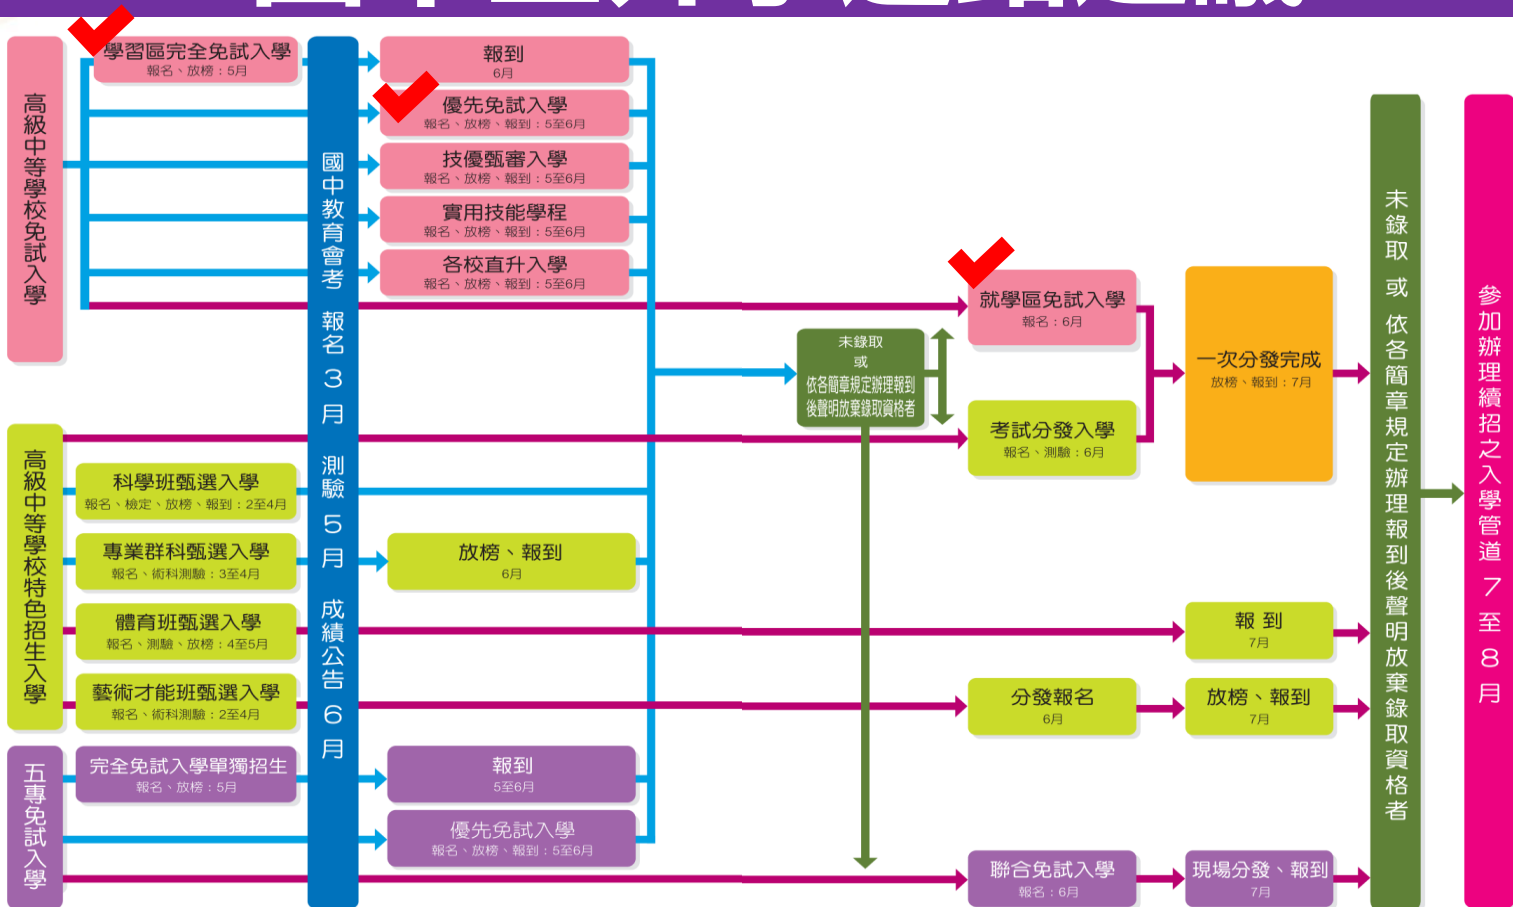 高級中等學校免試入學
學習區完全免試入學
報名、放榜：5月
報到
6月
優先免試入學
報名、放榜、報到：5至6月
技優甄審入學
報名、放榜、報到：5至6月
實用技能學程
報名、放榜、報到：5至6月
各校直升入學
報名、放榜、報到：5至6月
國中教育會考 報名3月 測驗5月 成績公告6月
就學區免試入學
報名：6月
未錄取
或
依各簡章規定辦理報到
後聲明放棄錄取資格者
考試分發入學
報名、測驗：6月
一次分發完成
放榜、報到：7月
高級中等學校特色招生入學
科學班甄選入學
報名、檢定、放榜、報到：2至4月
專業群科甄選入學
報名、術科測驗：3至4月
放榜、報到
6月
體育班甄選入學
報名、測驗、放榜：4至5月
報到
7月
藝術才能班甄選入學
報名、術科測驗：2至4月
分發報名
6月
放榜、報到
7月
五專免試入學
完全免試入學單獨招生
報名、放榜：5月
報到
5至6月
優先免試入學
報名、放榜、報到：5至6月
聯合免試入學
報名：6月
現場分發、報到
7月
未錄取 或 依各簡章規定辦理報到後聲明放棄錄取資格者
參加辦理續招之入學管道 7至8月